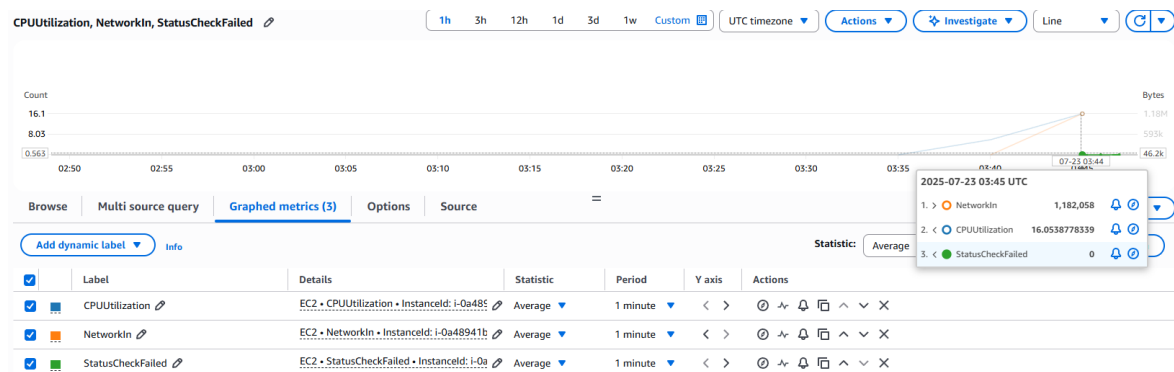 CPUUtilization, NetworkIn, StatusCheckFailed
1h 3h 12h 1d 3d 1w Custom UTC timezone Actions Investigate Line
Count Bytes
16.1 1.18M
8.03 593k
0.563 46.2k
07-23 03:44
02:50 02:55 03:00 03:05 03:10 03:15 03:20 03:25 03:30 03:35 03:40
2025-07-23 03:45 UTC
1. > NetworkIn 1,182,058
2. < CPUUtilization 16.0538778339
3. < StatusCheckFailed 0
Browse Multi source query Graphed metrics (3) Options Source
Add dynamic label Info Statistic: Average
Label Details Statistic Period Y axis Actions
CPUUtilization EC2 • CPUUtilization • InstanceId: i-0a489 Average 1 minute < >
NetworkIn EC2 • NetworkIn • InstanceId: i-0a48941b Average 1 minute < >
StatusCheckFailed EC2 • StatusCheckFailed • InstanceId: i-0a Average 1 minute < >